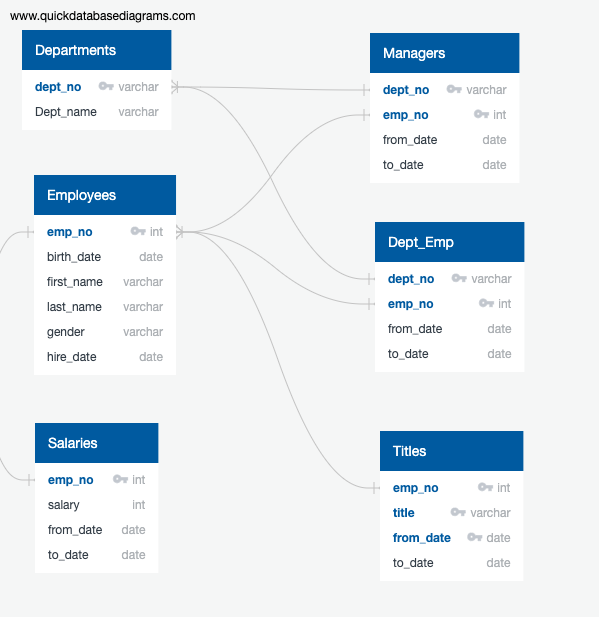 www.quickdatabasediagrams.com
Departments
dept_no varchar
Dept_name varchar
Employees
emp_no int
birth_date date
first_name varchar
last_name varchar
gender varchar
hire_date date
Salaries
emp_no int
salary int
from_date date
to_date date
Managers
dept_no varchar
emp_no int
from_date date
to_date date
Dept_Emp
dept_no varchar
emp_no int
from_date date
to_date date
Titles
emp_no int
title varchar
from_date date
to_date date